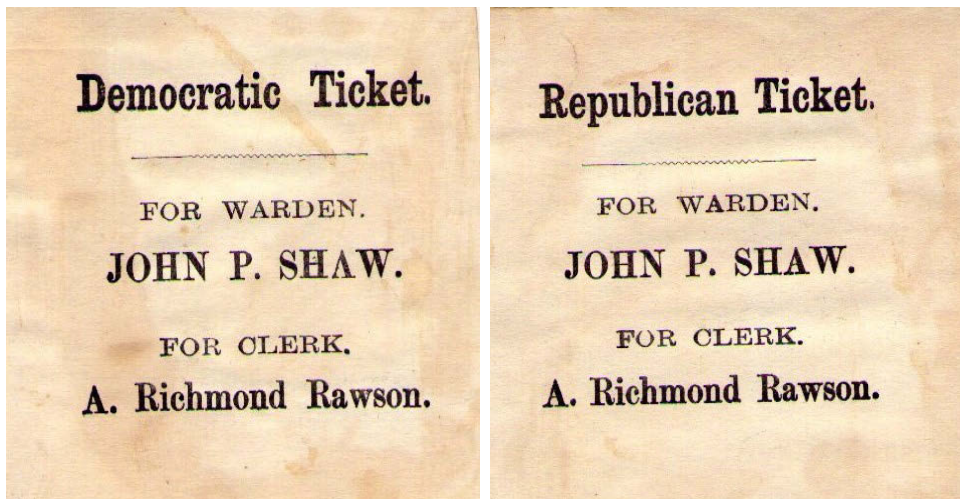 Democratic Ticket.
FOR WARDEN.
JOHN P. SHAW.
FOR CLERK.
A. Richmond Rawson.
Republican Ticket.
FOR WARDEN.
JOHN P. SHAW.
FOR CLERK.
A. Richmond Rawson.